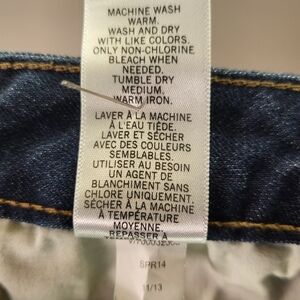 MACHINE WASH
WARM.
WASH AND DRY
WITH LIKE COLORS.
ONLY NON-CHLORINE
BLEACH WHEN
NEEDED.
TUMBLE DRY
MEDIUM.
WARM IRON.
LAVER À LA MACHINE
À L'EAU TIÈDE.
LAVER ET SÉCHER
AVEC DES COULEURS
SEMBLABLES.
UTILISER AU BESOIN
UN AGENT DE
BLANCHIMENT SANS
CHLORE UNIQUEMENT.
SÉCHER À LA MACHINE
À TEMPÉRATURE
MOYENNE.
REPASSER À
SPR14
11/13